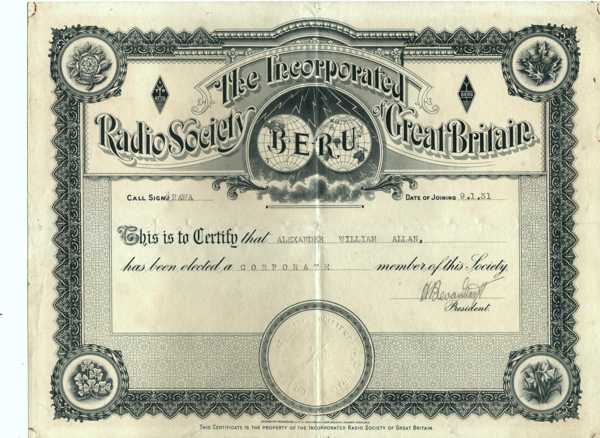 The Incorporated
Radio Society of Great Britain.
B.E.R.U.
CALL SIGN
DATE OF JOINING 9.1.31
This is to Certify that ALEXANDER WILLIAM ALLAN,
has been elected a CORPORATE member of this Society.
President.
THIS CERTIFICATE IS THE PROPERTY OF THE INCORPORATED RADIO SOCIETY OF GREAT BRITAIN.